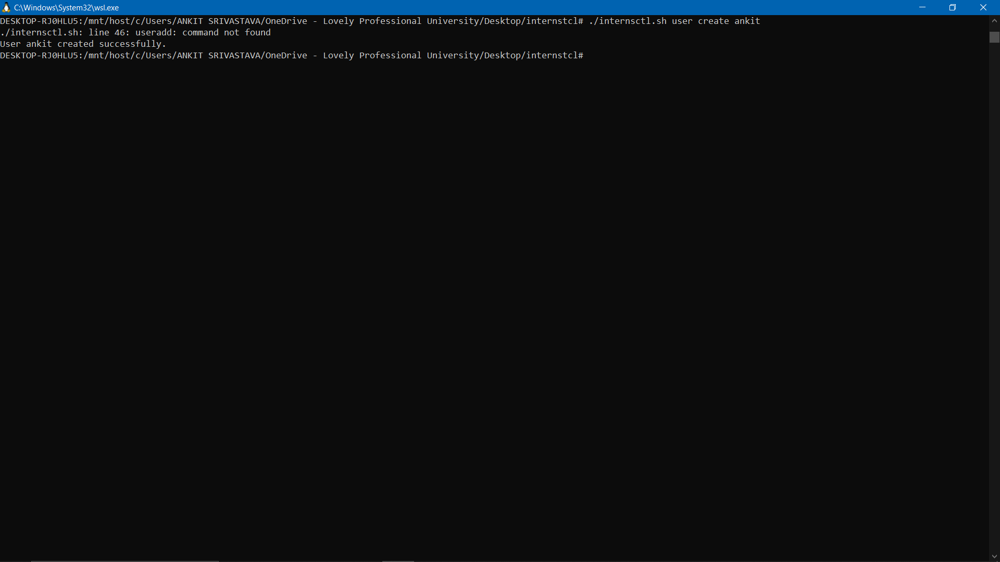 C:\Windows\System32\wsl.exe
DESKTOP-RJ0HLU5:/mnt/host/c/Users/ANKIT SRIVASTAVA/OneDrive - Lovely Professional University/Desktop/internstcl# ./internsctl.sh user create ankit
./internsctl.sh: line 46: useradd: command not found
User ankit created successfully.
DESKTOP-RJ0HLU5:/mnt/host/c/Users/ANKIT SRIVASTAVA/OneDrive - Lovely Professional University/Desktop/internstcl#